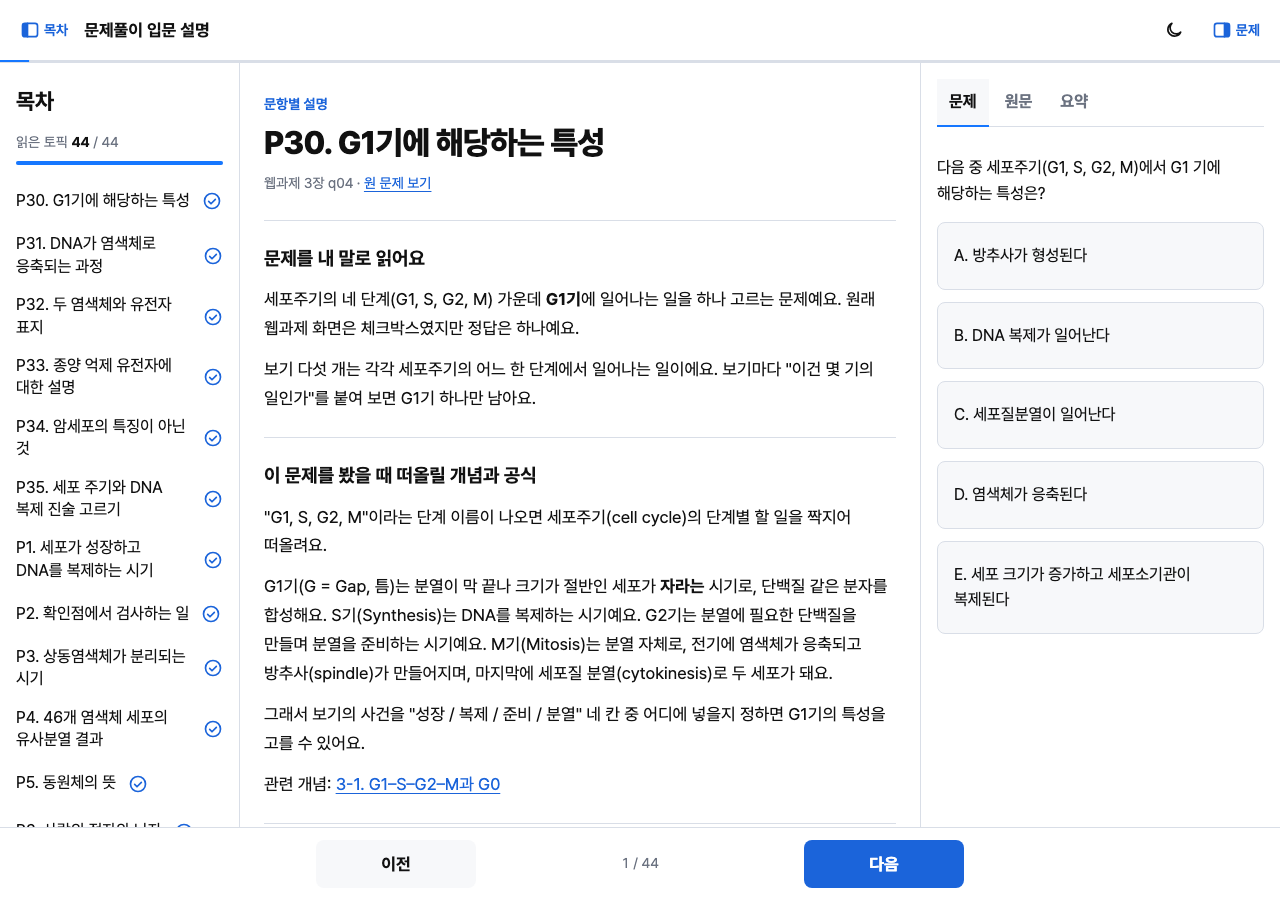 목차
문제풀이 입문 설명
문제
목차
읽은 토픽 44 / 44
P30. G1기에 해당하는 특성
P31. DNA가 염색체로
응축되는 과정
P32. 두 염색체와 유전자
표지
P33. 종양 억제 유전자에
대한 설명
P34. 암세포의 특징이 아닌
것
P35. 세포 주기와 DNA
복제 진술 고르기
P1. 세포가 성장하고
DNA를 복제하는 시기
P2. 확인점에서 검사하는 일
P3. 상동염색체가 분리되는
시기
P4. 46개 염색체 세포의
유사분열 결과
P5. 동원체의 뜻
문항별 설명
P30. G1기에 해당하는 특성
웹과제 3장 q04 · 원 문제 보기
문제를 내 말로 읽어요
세포주기의 네 단계(G1, S, G2, M) 가운데 G1기에 일어나는 일을 하나 고르는 문제예요. 원래
웹과제 화면은 체크박스였지만 정답은 하나예요.
보기 다섯 개는 각각 세포주기의 어느 한 단계에서 일어나는 일이에요. 보기마다 "이건 몇 기의
일인가"를 붙여 보면 G1기 하나만 남아요.
이 문제를 봤을 때 떠올릴 개념과 공식
"G1, S, G2, M"이라는 단계 이름이 나오면 세포주기(cell cycle)의 단계별 할 일을 짝지어
떠올려요.
G1기(G = Gap, 틈)는 분열이 막 끝나 크기가 절반인 세포가 자라는 시기로, 단백질 같은 분자를
합성해요. S기(Synthesis)는 DNA를 복제하는 시기예요. G2기는 분열에 필요한 단백질을
만들며 분열을 준비하는 시기예요. M기(Mitosis)는 분열 자체로, 전기에 염색체가 응축되고
방추사(spindle)가 만들어지며, 마지막에 세포질 분열(cytokinesis)로 두 세포가 돼요.
그래서 보기의 사건을 "성장 / 복제 / 준비 / 분열" 네 칸 중 어디에 넣을지 정하면 G1기의 특성을
고를 수 있어요.
관련 개념: 3-1. G1–S–G2–M과 G0
문제
원문
요약
다음 중 세포주기(G1, S, G2, M)에서 G1 기에
해당하는 특성은?
A. 방추사가 형성된다
B. DNA 복제가 일어난다
C. 세포질분열이 일어난다
D. 염색체가 응축된다
E. 세포 크기가 증가하고 세포소기관이
복제된다
이전
1 / 44
다음